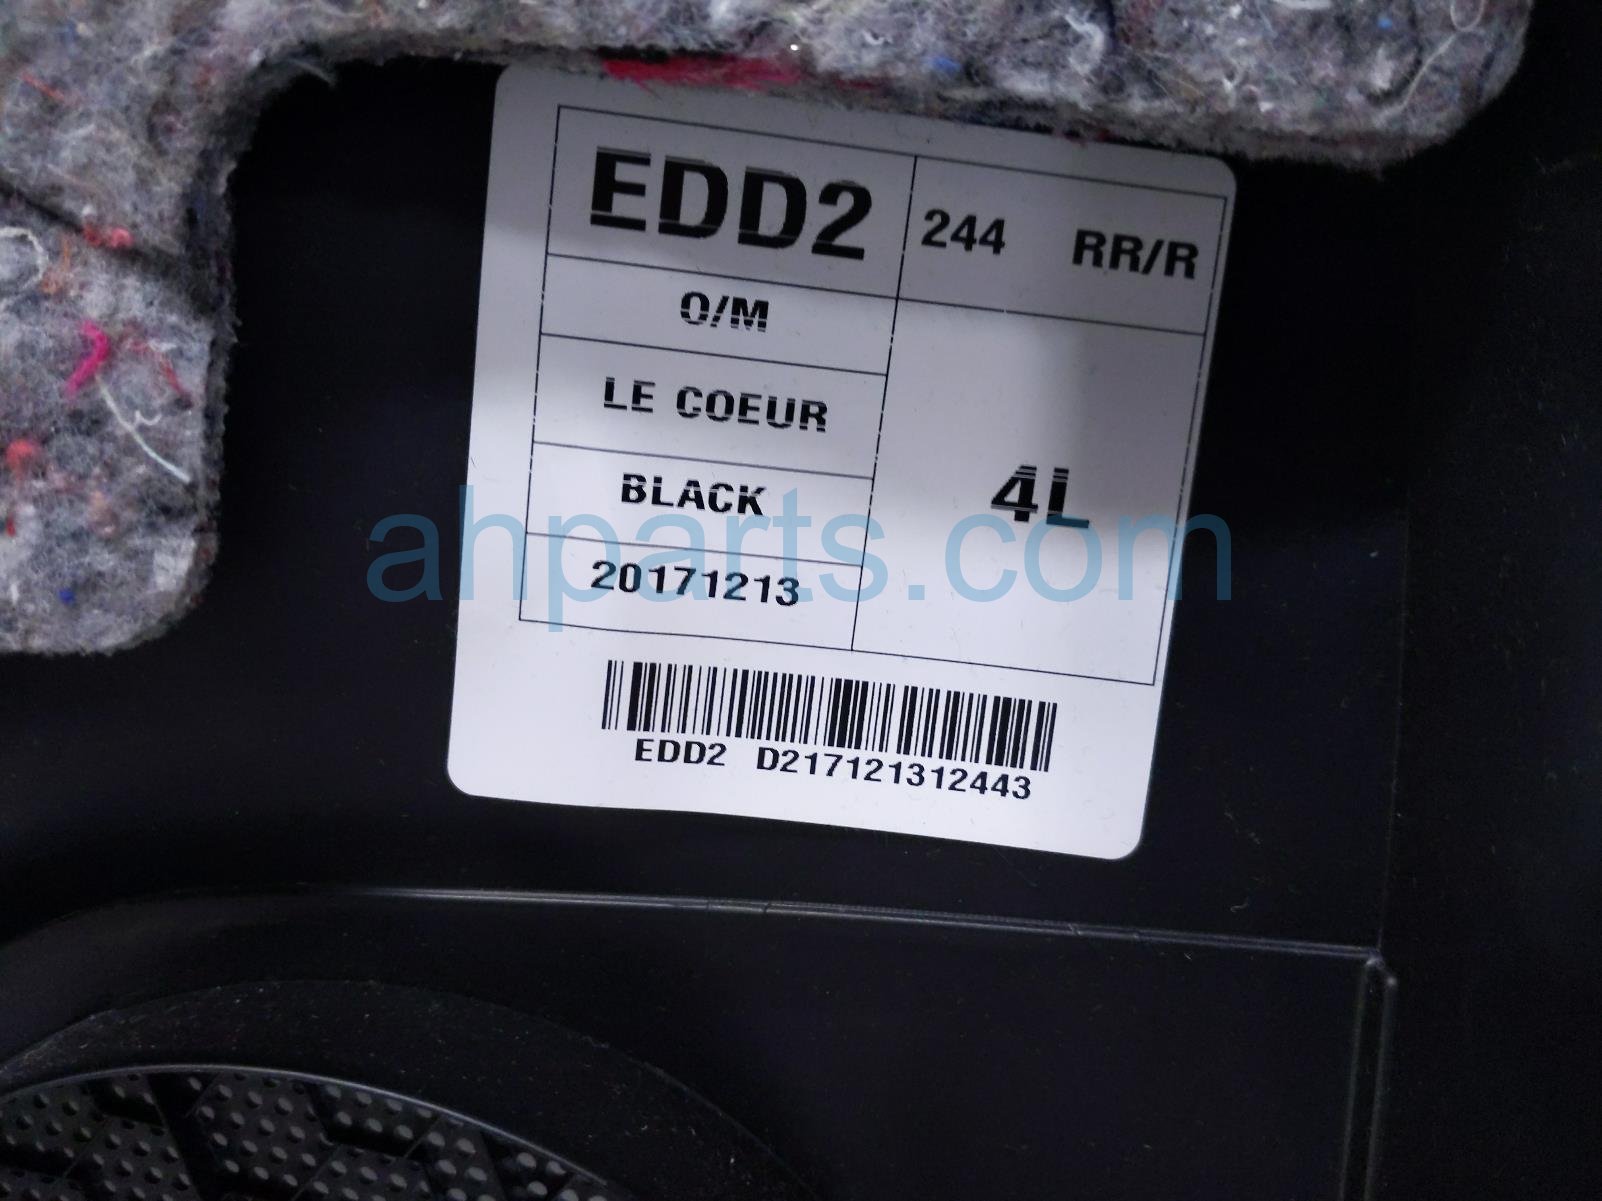 EDD2
244 RR/R
O/M
LE COEUR
BLACK
4L
20171213
EDD2 D217121312443
ahparts.com